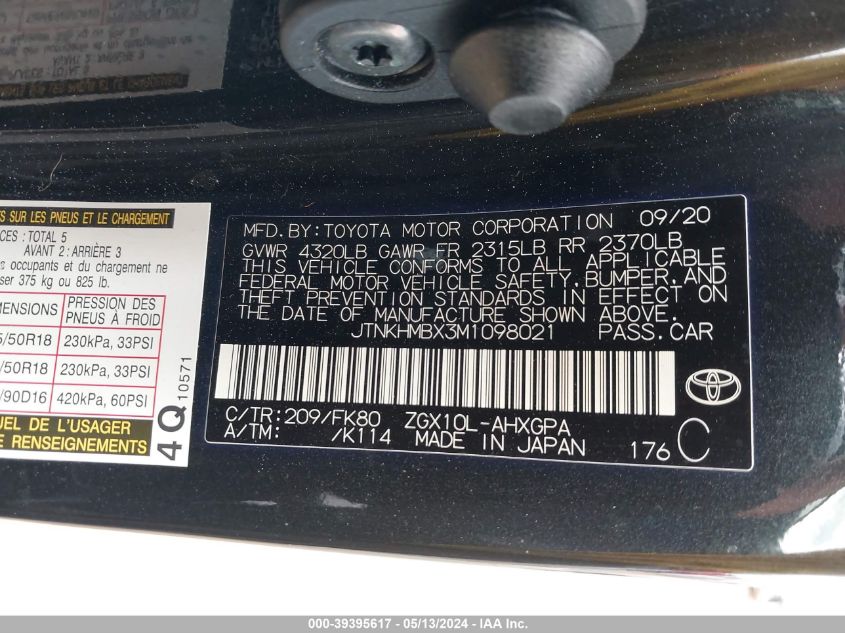 TS SUR LES PNEUS ET LE CHARGEMENT
CES : TOTAL 5
AVANT 2 : ARRIÈRE 3
occupants et du chargement ne
ser 375 kg ou 825 lb.
MENSIONS PRESSION DES PNEUS À FROID
5/50R18 230kPa, 33PSI
/50R18 230kPa, 33PSI
/90D16 420kPa, 60PSI
EL DE L'USAGER
E RENSEIGNEMENTS
4Q 10571
MFD. BY: TOYOTA MOTOR CORPORATION 09/20
GVWR 4320LB GAWR FR 2315LB RR 2370LB
THIS VEHICLE CONFORMS TO ALL APPLICABLE
FEDERAL MOTOR VEHICLE SAFETY, BUMPER, AND
THEFT PREVENTION STANDARDS IN EFFECT ON
THE DATE OF MANUFACTURE SHOWN ABOVE.
JTNKHMBX3M1098021 PASS. CAR
C/TR: 209/FK80 ZGX10L-AHXGPA
A/TM: /K114 MADE IN JAPAN 176 C
000-39395617 - 05/13/2024 - IAA Inc.